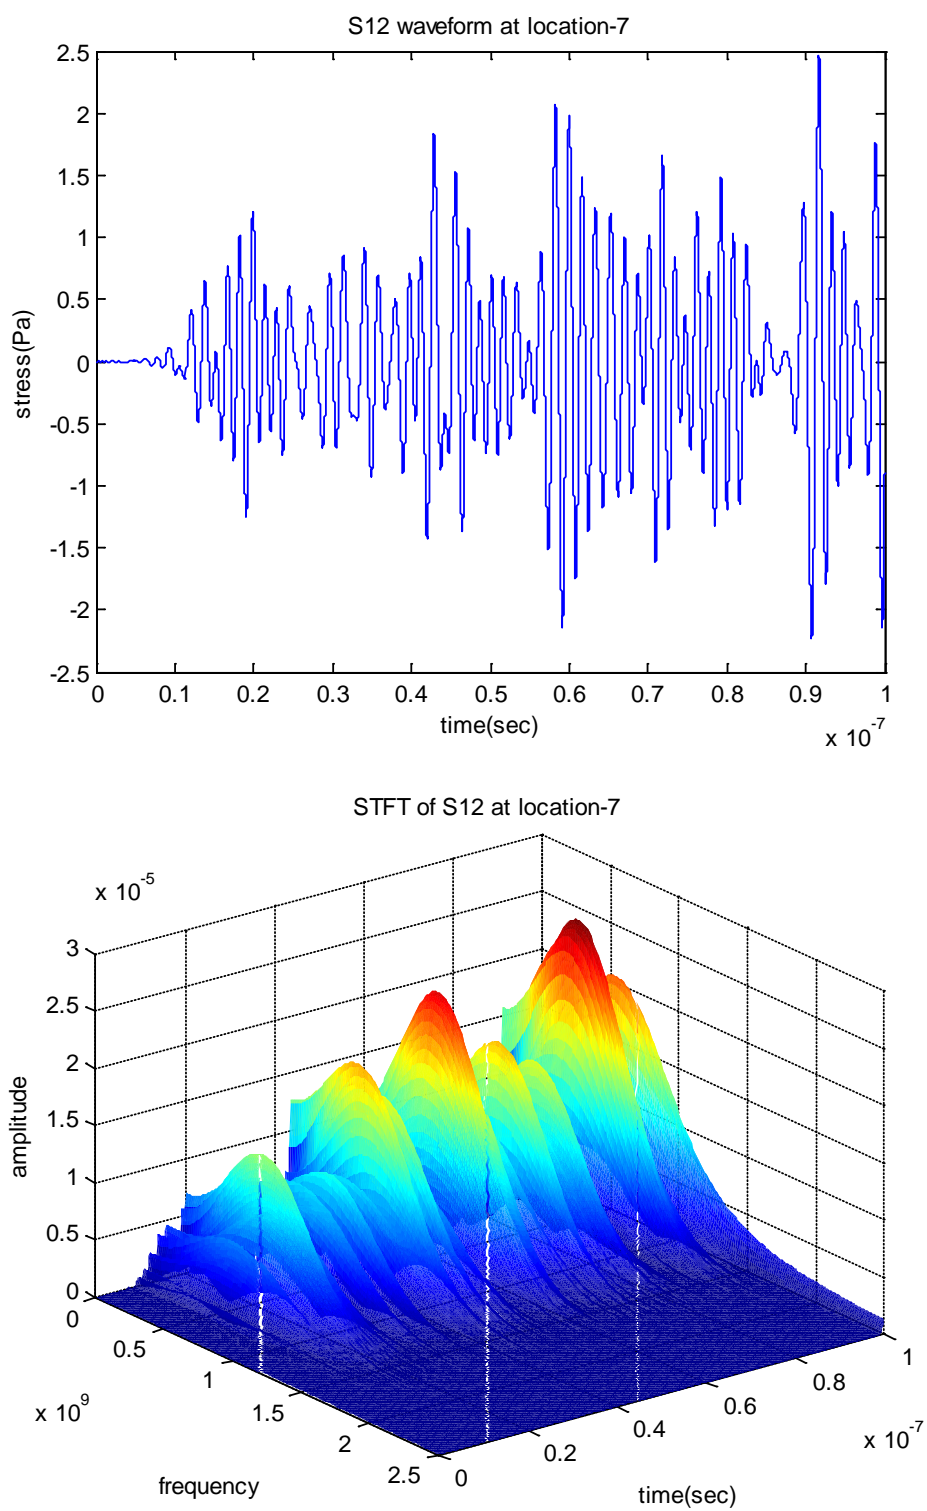 S12 waveform at location-7
2.5
2
1.5
1
0.5
0
-0.5
-1
-1.5
-2
-2.5
stress(Pa)
0 0.1 0.2 0.3 0.4 0.5 0.6 0.7 0.8 0.9 1
time(sec)
x 10^-7
STFT of S12 at location-7
x 10^-5
3
2.5
2
1.5
1
0.5
0
amplitude
0
0.5
1
1.5
2
2.5
x 10^9
frequency
0
0.2
0.4
0.6
0.8
1
x 10^-7
time(sec)